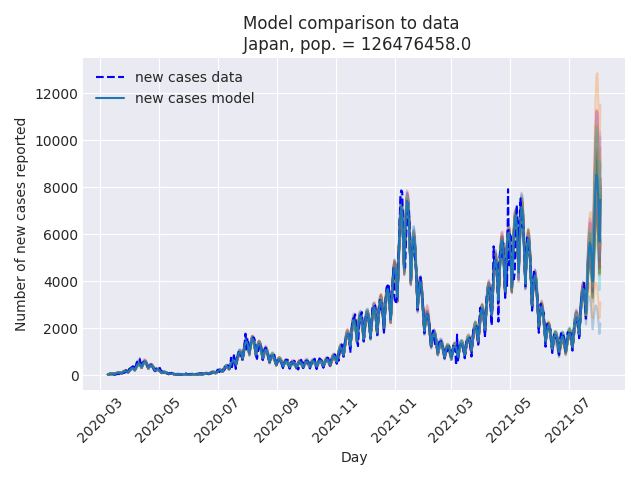 Model comparison to data
Japan, pop. = 126476458.0
new cases data
new cases model
Number of new cases reported
12000
10000
8000
6000
4000
2000
0
2020-03
2020-05
2020-07
2020-09
2020-11
2021-01
2021-03
2021-05
2021-07
Day